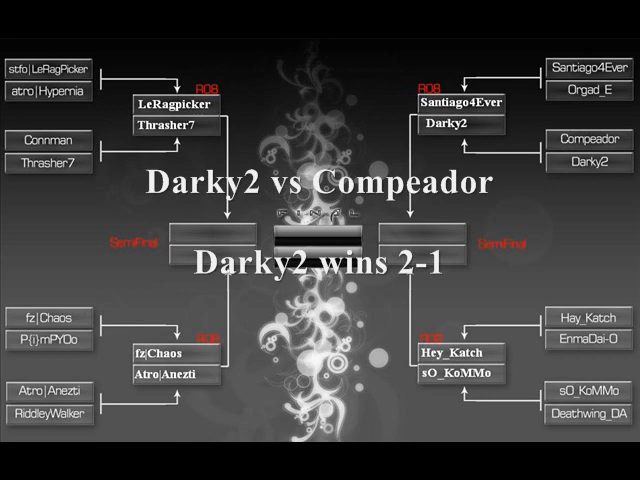 stfo|LeRagPicker
atro|Hypernia
Connman
Thrasher7
RO8
LeRagpicker
Thrasher7
RO8
Santiago4Ever
Darky2
Santiago4Ever
Orgad_E
Compeador
Darky2
Darky2 vs Compeador
FINAL
SemiFinal
SemiFinal
Darky2 wins 2-1
fz|Chaos
P{i}mPYOo
Atro|Anezti
RiddleyWalker
RO8
fz|Chaos
Atro|Anezti
RO8
Hey_Katch
sO_KoMMo
Hay_Katch
EnmaDai-O
sO_KoMMo
Deathwing_DA